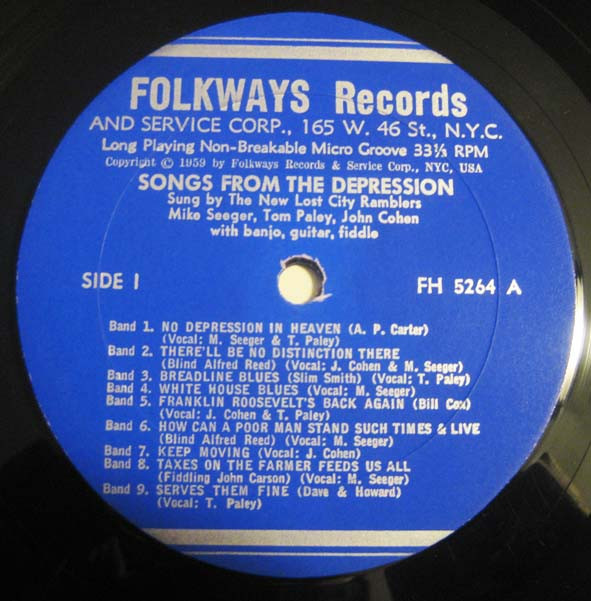 FOLKWAYS Records
AND SERVICE CORP., 165 W. 46 St., N.Y.C.
Long Playing Non-Breakable Micro Groove 33⅓ RPM
Copyright © 1959 by Folkways Records & Service Corp., NYC, USA
SONGS FROM THE DEPRESSION
Sung by The New Lost City Ramblers
Mike Seeger, Tom Paley, John Cohen
with banjo, guitar, fiddle
SIDE I FH 5264 A
Band 1. NO DEPRESSION IN HEAVEN (A. P. Carter)
(Vocal: M. Seeger & T. Paley)
Band 2. THERE'LL BE NO DISTINCTION THERE
(Blind Alfred Reed) (Vocal: J. Cohen & M. Seeger)
Band 3. BREADLINE BLUES (Slim Smith) (Vocal: T. Paley)
Band 4. WHITE HOUSE BLUES (Vocal: M. Seeger)
Band 5. FRANKLIN ROOSEVELT'S BACK AGAIN (Bill Cox)
(Vocal: J. Cohen & T. Paley)
Band 6. HOW CAN A POOR MAN STAND SUCH TIMES & LIVE
(Blind Alfred Reed) (Vocal: M. Seeger)
Band 7. KEEP MOVING (Vocal: J. Cohen)
Band 8. TAXES ON THE FARMER FEEDS US ALL
(Fiddling John Carson) (Vocal: M. Seeger)
Band 9. SERVES THEM FINE (Dave & Howard)
(Vocal: T. Paley)